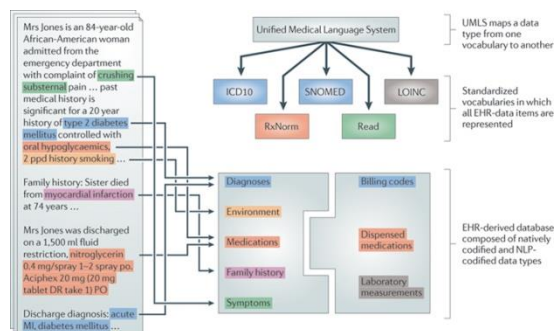 Mrs Jones is an 84-year-old
African-American woman
admitted from the
emergency department
with complaint of crushing
substernal pain ... past
medical history is
significant for a 20 year
history of type 2 diabetes
mellitus controlled with
oral hypoglycaemics,
2 ppd history smoking ...
Family history: Sister died
from myocardial infarction
at 74 years ...
Mrs Jones was discharged
on a 1,500 ml fluid
restriction, nitroglycerin
0.4 mg/spray 1–2 spray po,
Aciphex 20 mg (20 mg
tablet DR take 1) PO
Discharge diagnosis: acute
MI, diabetes mellitus ...
Unified Medical Language System
ICD10
SNOMED
LOINC
RxNorm
Read
Diagnoses
Environment
Medications
Family history
Symptoms
Billing codes
Dispensed
medications
Laboratory
measurements
UMLS maps a data
type from one
vocabulary to another
Standardized
vocabularies in which
all EHR-data items are
represented
EHR-derived database
composed of natively
codified and NLP-
codified data types